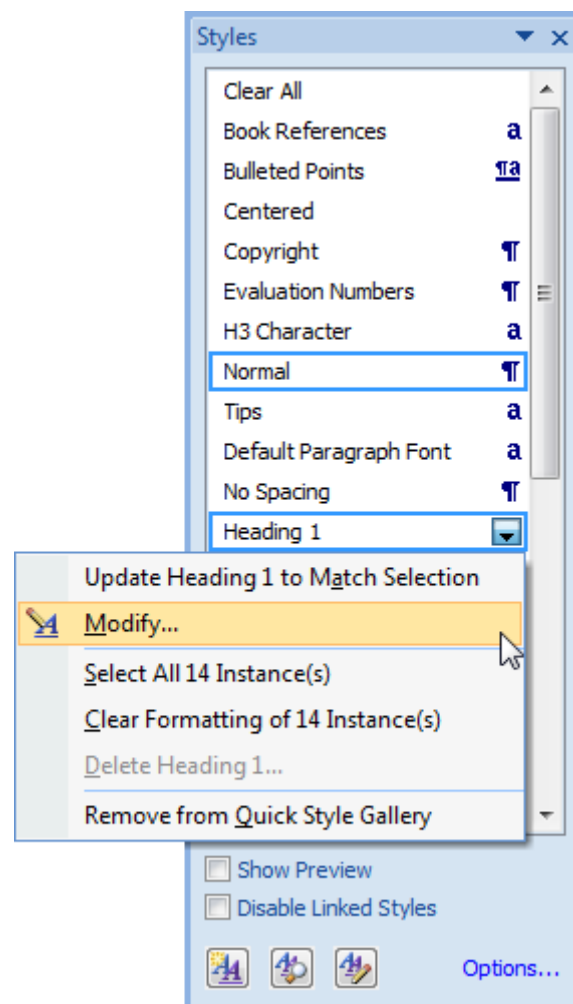 Styles
Clear All
Book References a
Bulleted Points ¶a
Centered
Copyright ¶
Evaluation Numbers ¶
H3 Character a
Normal ¶
Tips a
Default Paragraph Font a
No Spacing ¶
Heading 1
Update Heading 1 to Match Selection
Modify...
Select All 14 Instance(s)
Clear Formatting of 14 Instance(s)
Delete Heading 1...
Remove from Quick Style Gallery
Show Preview
Disable Linked Styles
Options...